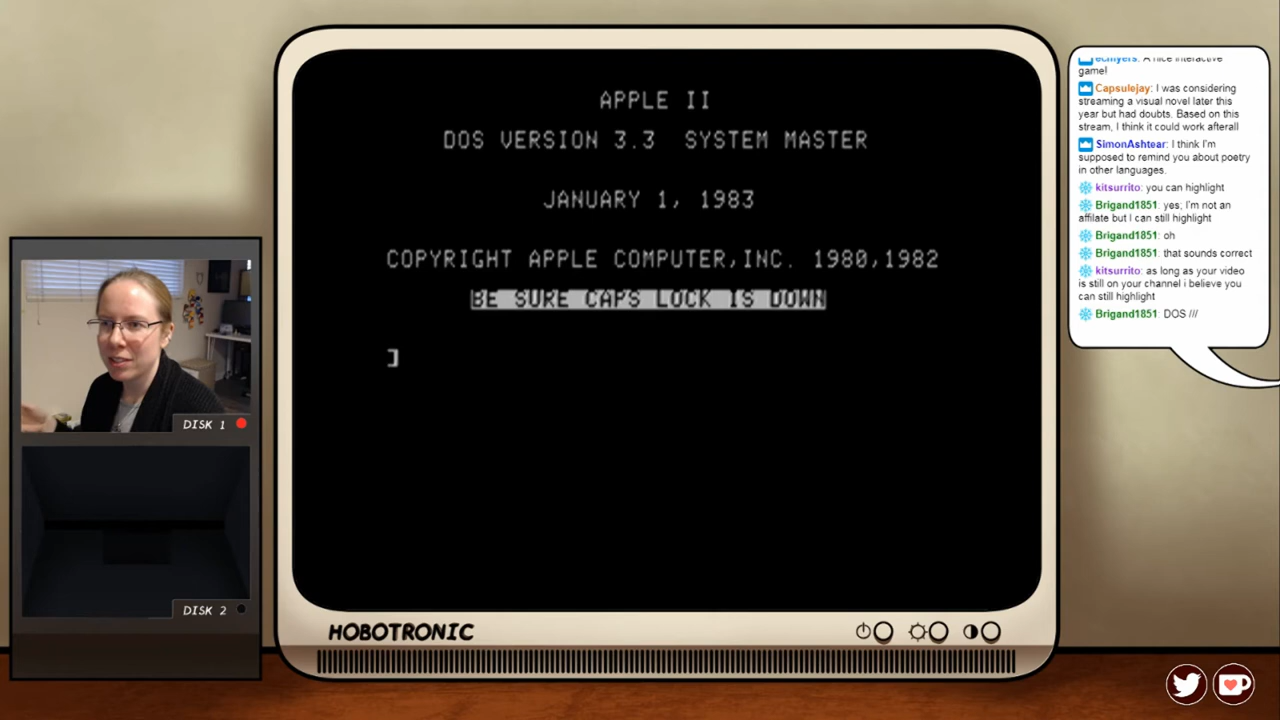 APPLE II
DOS VERSION 3.3 SYSTEM MASTER
JANUARY 1, 1983
COPYRIGHT APPLE COMPUTER,INC. 1980,1982
BE SURE CAPS LOCK IS DOWN
]
DISK 1
DISK 2
HOBOTRONIC
game!
Capsulejay: I was considering
streaming a visual novel later this
year but had doubts. Based on this
stream, I think it could work afterall
SimonAshtear: I think I'm
supposed to remind you about poetry
in other languages.
kitsurrito: you can highlight
Brigand1851: yes, I'm not an
affilate but I can still highlight
Brigand1851: oh
Brigand1851: that sounds correct
kitsurrito: as long as your video
is still on your channel i believe you
can still highlight
Brigand1851: DOS ///